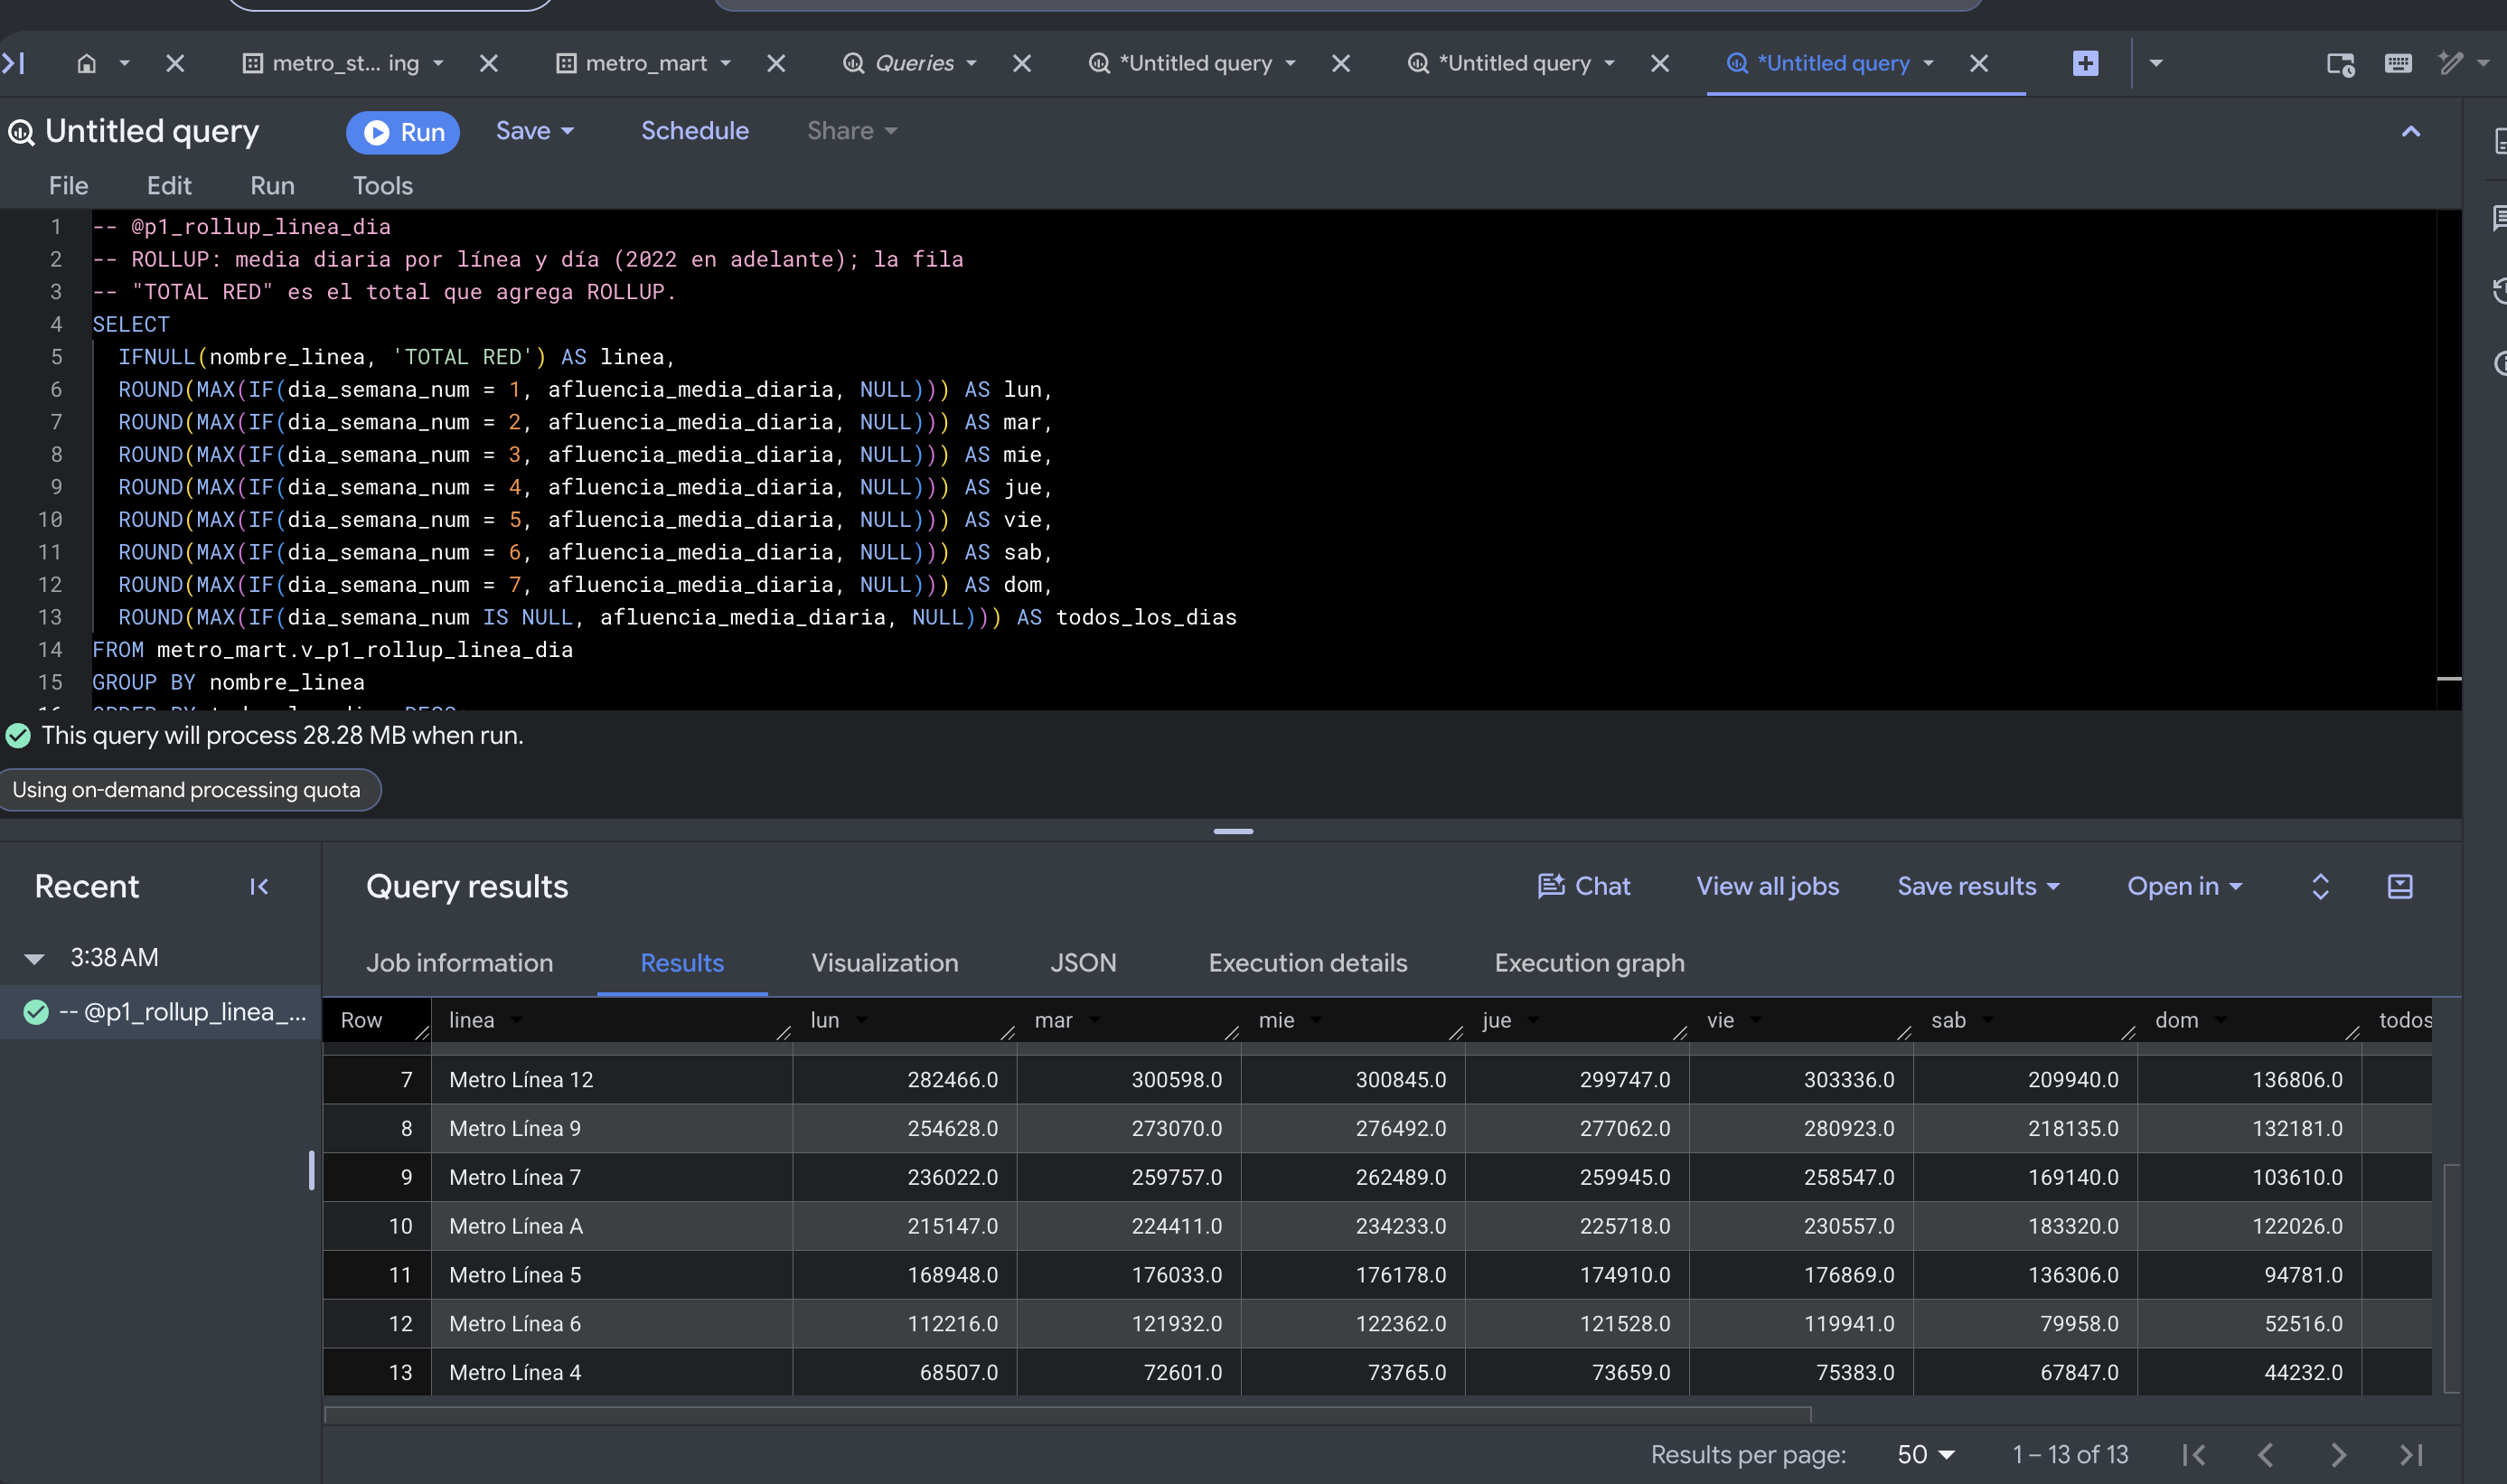 metro_st... ing
metro_mart
Queries
*Untitled query
*Untitled query
*Untitled query
Untitled query
Run
Save
Schedule
Share
File
Edit
Run
Tools
1 -- @p1_rollup_linea_dia
2 -- ROLLUP: media diaria por línea y día (2022 en adelante); la fila
3 -- "TOTAL RED" es el total que agrega ROLLUP.
4 SELECT
5 IFNULL(nombre_linea, 'TOTAL RED') AS linea,
6 ROUND(MAX(IF(dia_semana_num = 1, afluencia_media_diaria, NULL))) AS lun,
7 ROUND(MAX(IF(dia_semana_num = 2, afluencia_media_diaria, NULL))) AS mar,
8 ROUND(MAX(IF(dia_semana_num = 3, afluencia_media_diaria, NULL))) AS mie,
9 ROUND(MAX(IF(dia_semana_num = 4, afluencia_media_diaria, NULL))) AS jue,
10 ROUND(MAX(IF(dia_semana_num = 5, afluencia_media_diaria, NULL))) AS vie,
11 ROUND(MAX(IF(dia_semana_num = 6, afluencia_media_diaria, NULL))) AS sab,
12 ROUND(MAX(IF(dia_semana_num = 7, afluencia_media_diaria, NULL))) AS dom,
13 ROUND(MAX(IF(dia_semana_num IS NULL, afluencia_media_diaria, NULL))) AS todos_los_dias
14 FROM metro_mart.v_p1_rollup_linea_dia
15 GROUP BY nombre_linea
This query will process 28.28 MB when run.
Using on-demand processing quota
Recent
3:38 AM
-- @p1_rollup_linea_...
Query results
Chat
View all jobs
Save results
Open in
Job information
Results
Visualization
JSON
Execution details
Execution graph
Row linea lun mar mie jue vie sab dom todos
7 Metro Línea 12 282466.0 300598.0 300845.0 299747.0 303336.0 209940.0 136806.0
8 Metro Línea 9 254628.0 273070.0 276492.0 277062.0 280923.0 218135.0 132181.0
9 Metro Línea 7 236022.0 259757.0 262489.0 259945.0 258547.0 169140.0 103610.0
10 Metro Línea A 215147.0 224411.0 234233.0 225718.0 230557.0 183320.0 122026.0
11 Metro Línea 5 168948.0 176033.0 176178.0 174910.0 176869.0 136306.0 94781.0
12 Metro Línea 6 112216.0 121932.0 122362.0 121528.0 119941.0 79958.0 52516.0
13 Metro Línea 4 68507.0 72601.0 73765.0 73659.0 75383.0 67847.0 44232.0
Results per page: 50 1 – 13 of 13